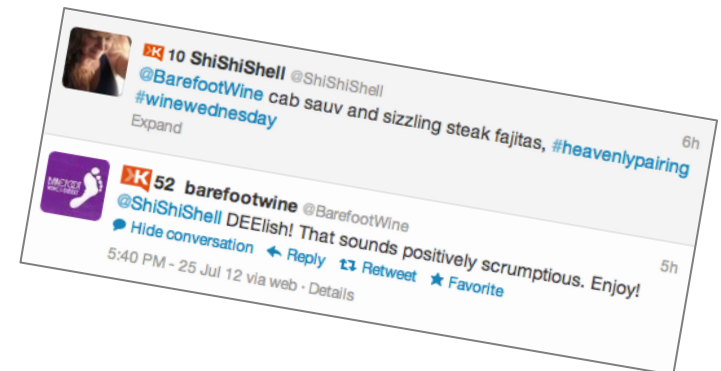 10 ShiShiShell @ShiShiShell 6h
@BarefootWine cab sauv and sizzling steak fajitas, #heavenlypairing
#winewednesday
Expand
BAREFOOT
52 barefootwine @BarefootWine 5h
@ShiShiShell DEElish! That sounds positively scrumptious. Enjoy!
Hide conversation Reply Retweet Favorite
5:40 PM - 25 Jul 12 via web · Details